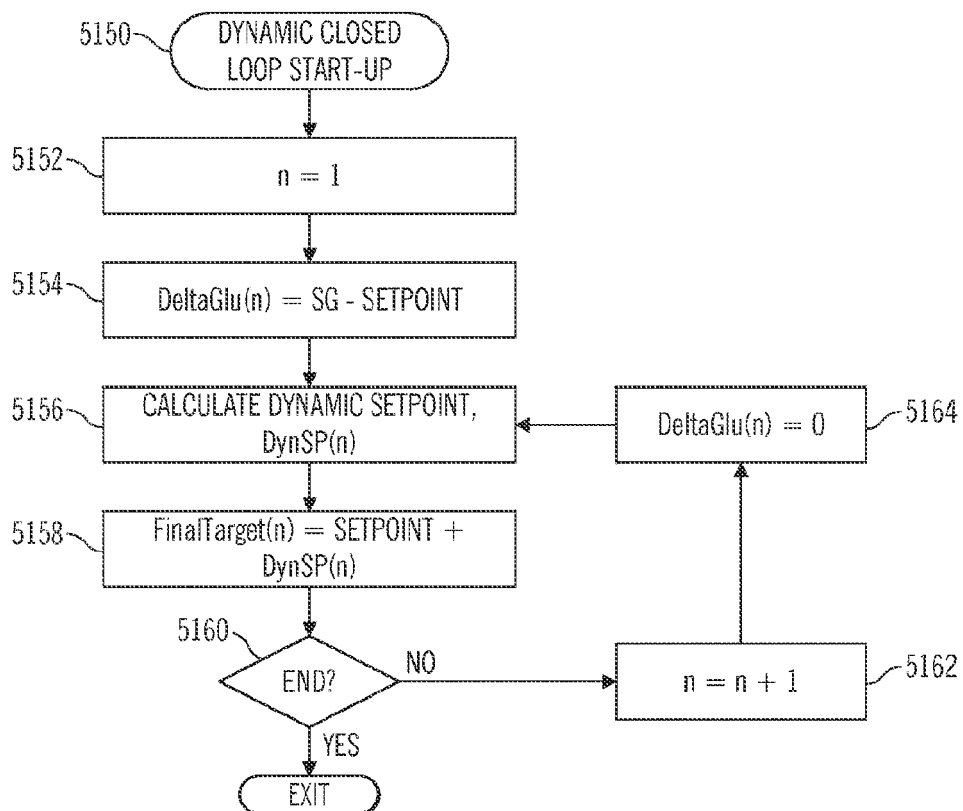 5150
DYNAMIC CLOSED
LOOP START-UP
5152
n = 1
5154
DeltaGlu(n) = SG - SETPOINT
5156
CALCULATE DYNAMIC SETPOINT,
DynSP(n)
DeltaGlu(n) = 0
5164
5158
FinalTarget(n) = SETPOINT +
DynSP(n)
5160
END?
NO
n = n + 1
5162
YES
EXIT